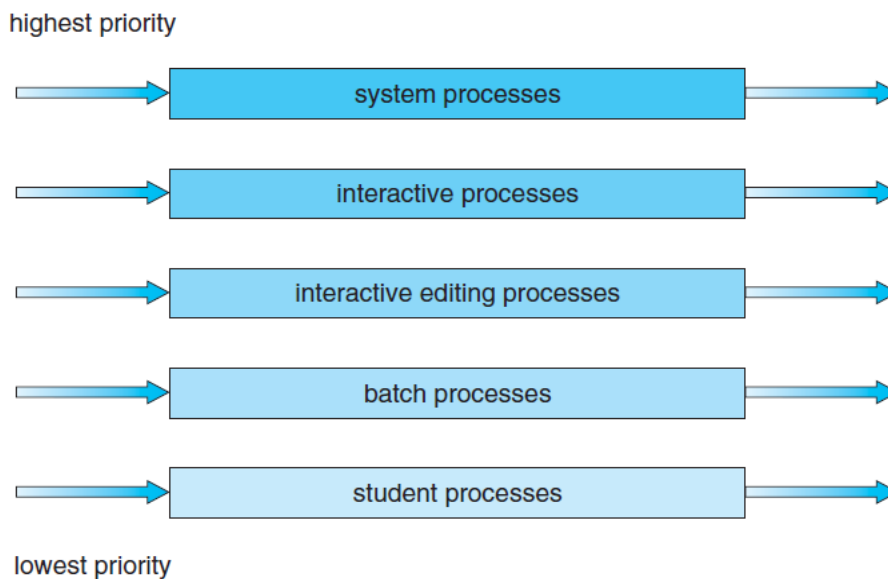 highest priority
system processes
interactive processes
interactive editing processes
batch processes
student processes
lowest priority